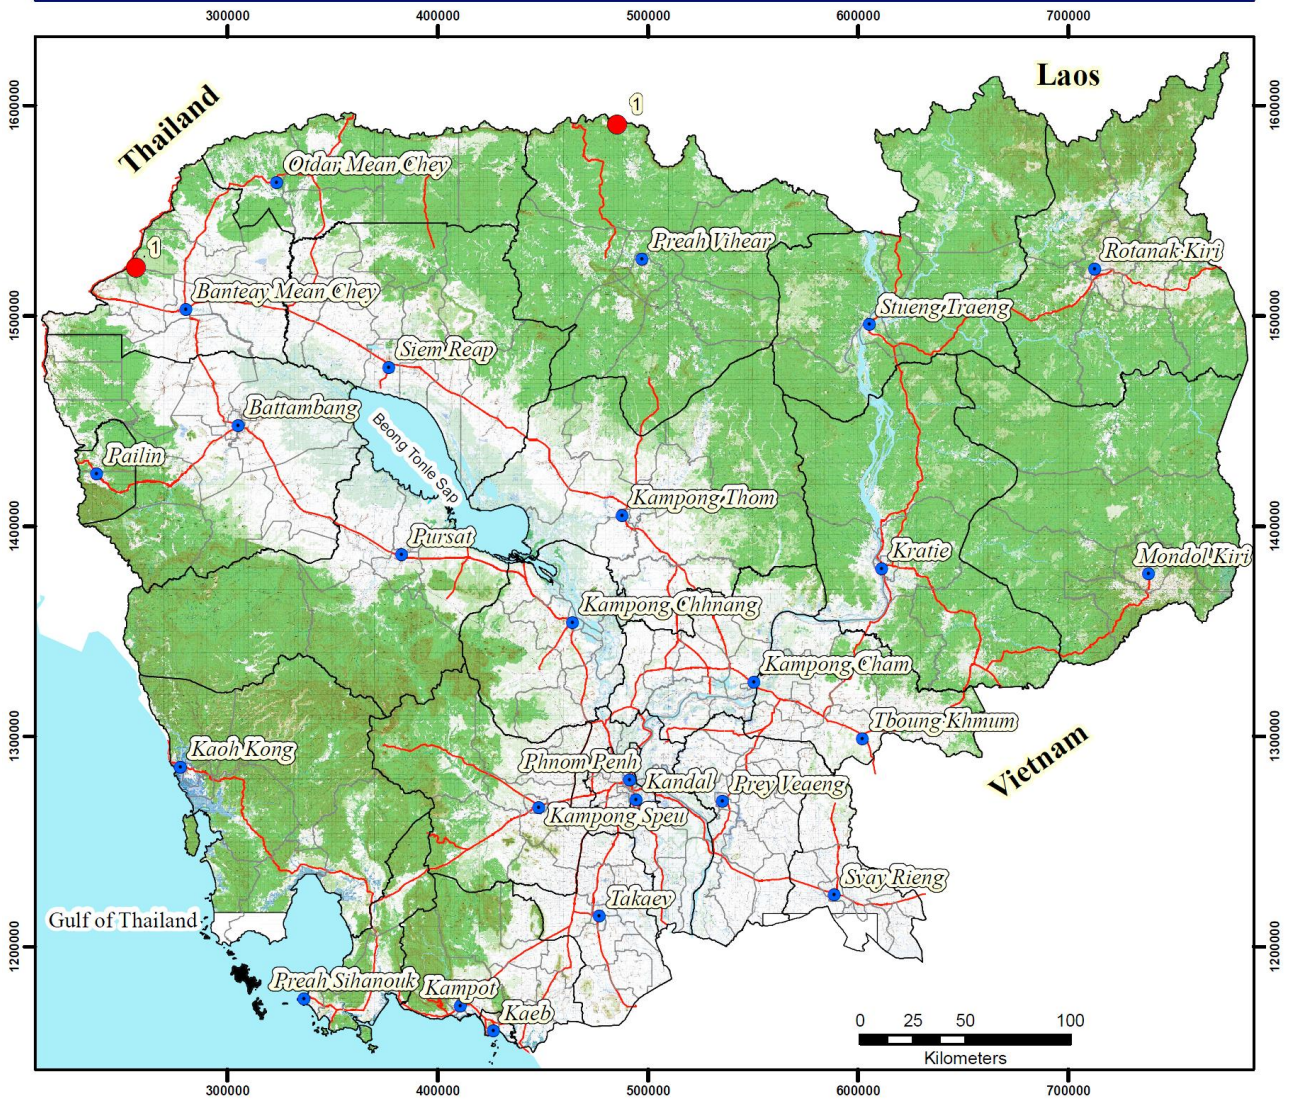 300000 400000 500000 600000 700000
Laos
Thailand
1600000
1600000
1
Otdar Mean Chey
Preah Vihear
1
Rotanak Kiri
Banteay Mean Chey
Stueng Traeng
1500000
1500000
Siem Reap
Battambang
Beong Tonle Sap
Pailin
Kampong Thom
1400000
1400000
Pursat
Kratie
Mondol Kiri
Kampong Chhnang
Kampong Cham
Tboung Khmum
1300000
1300000
Kaoh Kong
Vietnam
Phnom Penh
Kandal
Prey Veaeng
Kampong Speu
Svay Rieng
Takaev
Gulf of Thailand
1200000
1200000
Preah Sihanouk
Kampot
Kaeb
0 25 50 100
Kilometers
300000 400000 500000 600000 700000